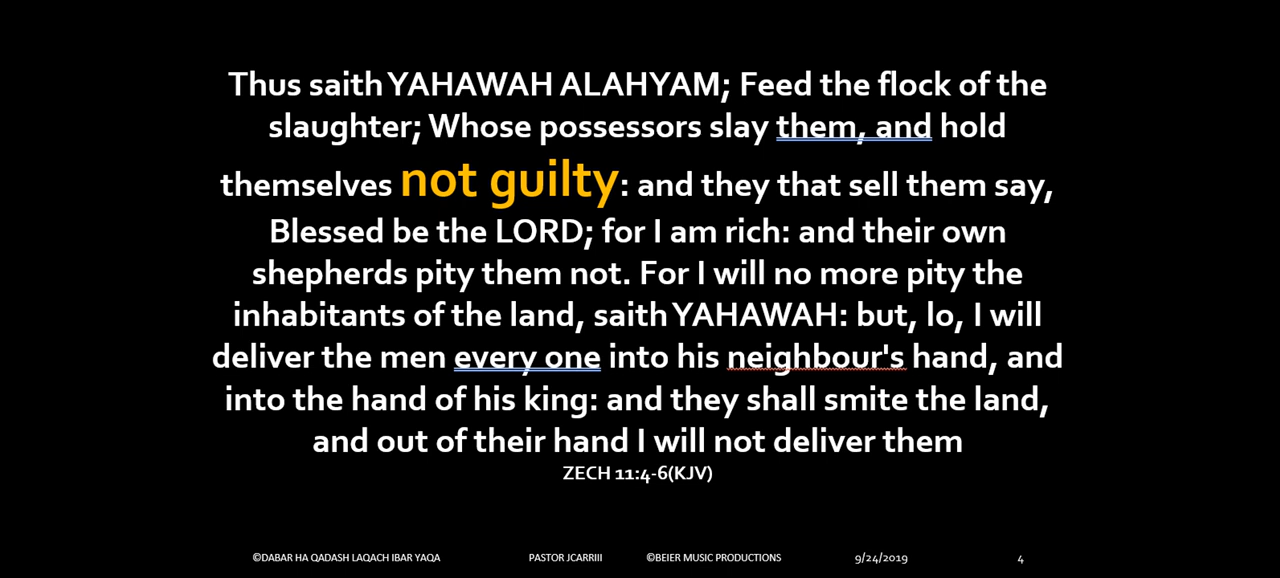 Thus saith YAHAWAH ALAHYAM; Feed the flock of the
slaughter; Whose possessors slay them, and hold
themselves not guilty: and they that sell them say,
Blessed be the LORD; for I am rich: and their own
shepherds pity them not. For I will no more pity the
inhabitants of the land, saith YAHAWAH: but, lo, I will
deliver the men every one into his neighbour's hand, and
into the hand of his king: and they shall smite the land,
and out of their hand I will not deliver them
ZECH 11:4-6(KJV)
©DABAR HA QADASH LAQACH IBAR YAQA PASTOR JCARRIII ©BEIER MUSIC PRODUCTIONS 9/24/2019 4